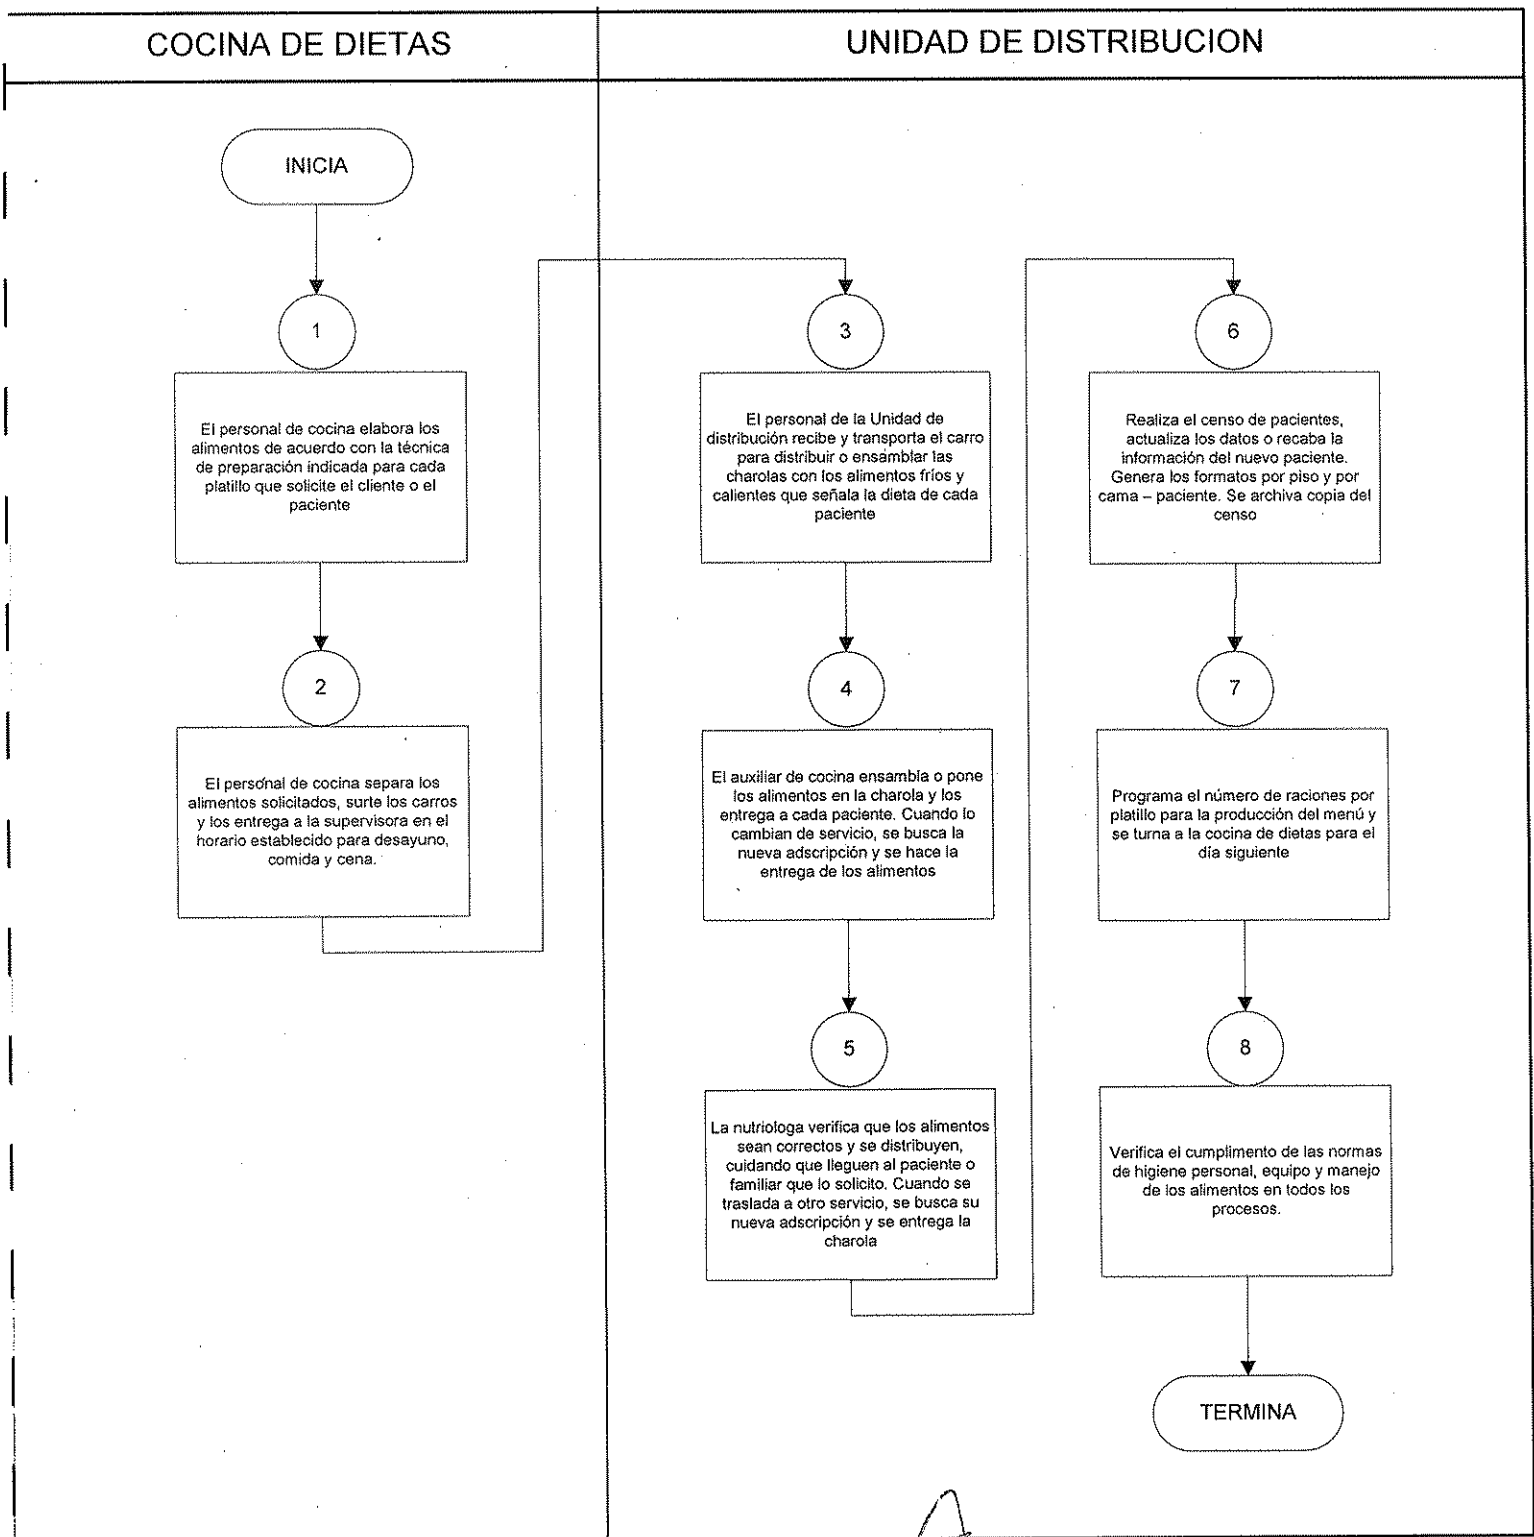 COCINA DE DIETAS
UNIDAD DE DISTRIBUCION
INICIA
1
El personal de cocina elabora los
alimentos de acuerdo con la técnica
de preparación indicada para cada
platillo que solicite el cliente o el
paciente
2
El personal de cocina separa los
alimentos solicitados, surte los carros
y los entrega a la supervisora en el
horario establecido para desayuno,
comida y cena.
3
El personal de la Unidad de
distribución recibe y transporta el carro
para distribuir o ensamblar las
charolas con los alimentos fríos y
calientes que señala la dieta de cada
paciente
4
El auxiliar de cocina ensambla o pone
los alimentos en la charola y los
entrega a cada paciente. Cuando lo
cambian de servicio, se busca la
nueva adscripción y se hace la
entrega de los alimentos
5
La nutriologa verifica que los alimentos
sean correctos y se distribuyen,
cuidando que lleguen al paciente o
familiar que lo solicito. Cuando se
traslada a otro servicio, se busca su
nueva adscripción y se entrega la
charola
6
Realiza el censo de pacientes,
actualiza los datos o recaba la
información del nuevo paciente.
Genera los formatos por piso y por
cama – paciente. Se archiva copia del
censo
7
Programa el número de raciones por
platillo para la producción del menú y
se turna a la cocina de dietas para el
día siguiente
8
Verifica el cumplimento de las normas
de higiene personal, equipo y manejo
de los alimentos en todos los
procesos.
TERMINA